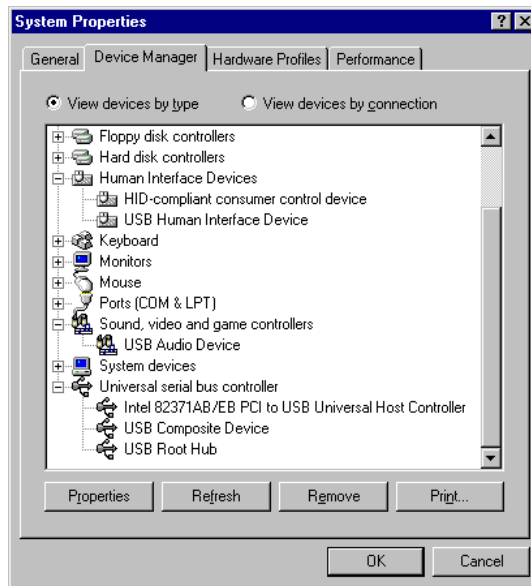 System Properties
General Device Manager Hardware Profiles Performance
View devices by type View devices by connection
Floppy disk controllers
Hard disk controllers
Human Interface Devices
HID-compliant consumer control device
USB Human Interface Device
Keyboard
Monitors
Mouse
Ports (COM & LPT)
Sound, video and game controllers
USB Audio Device
System devices
Universal serial bus controller
Intel 82371AB/EB PCI to USB Universal Host Controller
USB Composite Device
USB Root Hub
Properties Refresh Remove Print...
OK Cancel